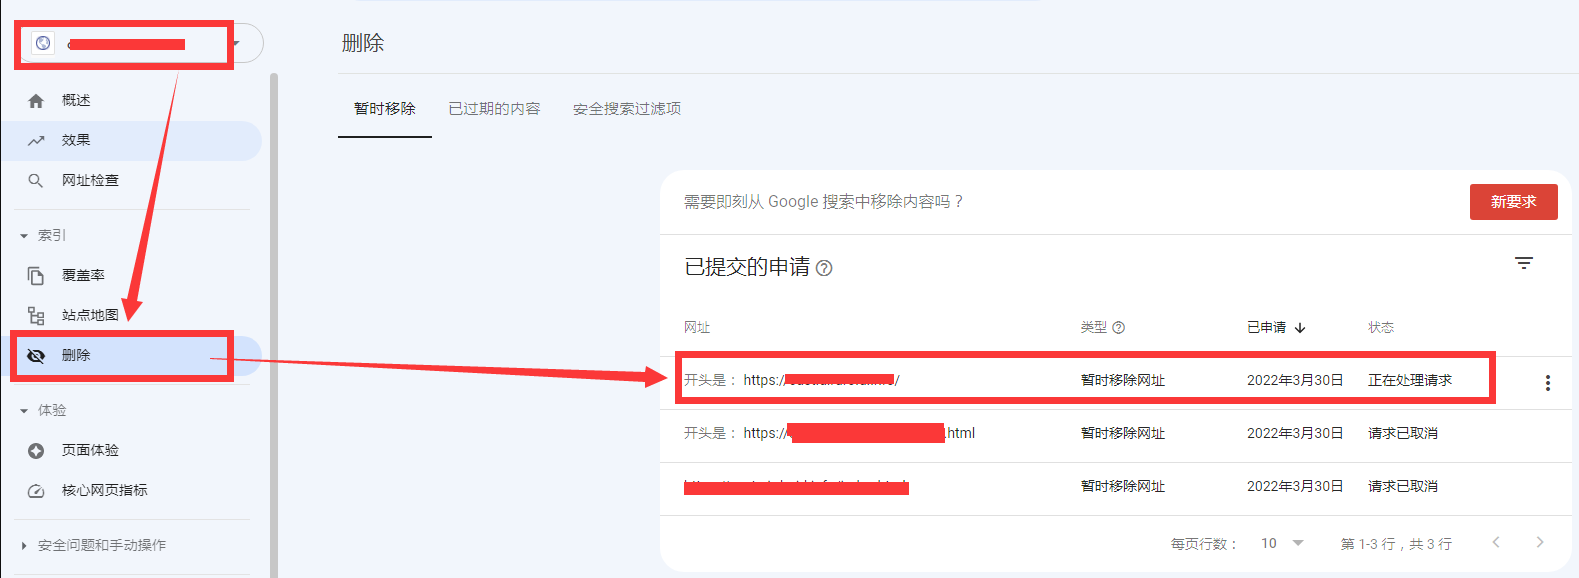 删除
概述
效果
网址检查
索引
覆盖率
站点地图
删除
体验
页面体验
核心网页指标
安全问题和手动操作
暂时移除 已过期的内容 安全搜索过滤项
需要即刻从 Google 搜索中移除内容吗？ 新要求
已提交的申请
网址 类型 已申请 状态
开头是： https:/ / 暂时移除网址 2022年3月30日 正在处理请求
开头是： https:/ .html 暂时移除网址 2022年3月30日 请求已取消
暂时移除网址 2022年3月30日 请求已取消
每页行数： 10 第 1-3 行，共 3 行